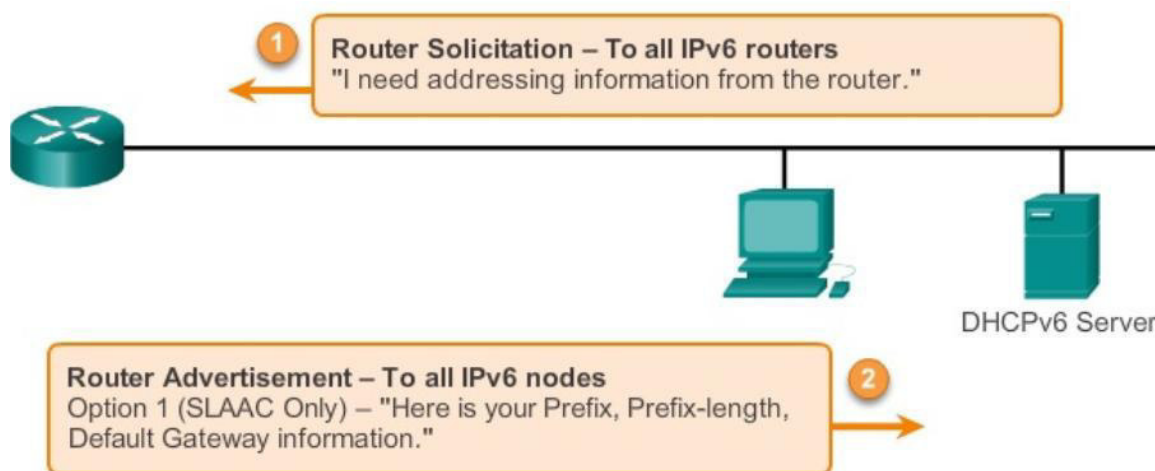 1
Router Solicitation – To all IPv6 routers
"I need addressing information from the router."
DHCPv6 Server
Router Advertisement – To all IPv6 nodes
2
Option 1 (SLAAC Only) – "Here is your Prefix, Prefix-length,
Default Gateway information."